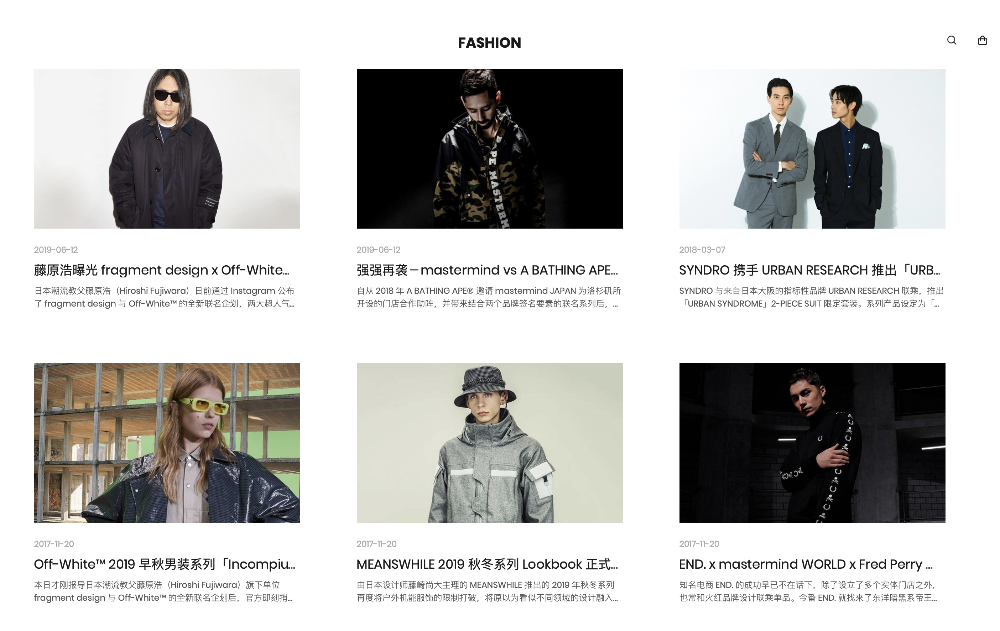 FASHION
2019-06-12
藤原浩曝光 fragment design x Off-White...
日本潮流教父藤原浩（Hiroshi Fujiwara）日前通过 Instagram 公布
了 fragment design 与 Off-White™ 的全新联名企划，两大超人气...
2019-06-12
强强再袭－mastermind vs A BATHING APE...
自从 2018 年 A BATHING APE® 邀请 mastermind JAPAN 为洛杉矶所
开设的门店合作助阵，并带来结合两个品牌签名要素的联名系列后，...
2018-03-07
SYNDRO 携手 URBAN RESEARCH 推出「URB...
SYNDRO 与来自日本大阪的指标性品牌 URBAN RESEARCH 联乘，推出
「URBAN SYNDROME」2-PIECE SUIT 限定套装。系列产品设定为「...
PE MASTERM
2017-11-20
Off-White™ 2019 早秋男装系列「Incompiu...
本日才刚报导日本潮流教父藤原浩（Hiroshi Fujiwara）旗下单位
fragment design 与 Off-White™ 的全新联名企划后，官方即刻捎...
2017-11-20
MEANSWHILE 2019 秋冬系列 Lookbook 正式...
由日本设计师藤崎尚大主理的 MEANSWHILE 推出的 2019 年秋冬系列
再度将户外机能服饰的限制打破，将原以为看似不同领域的设计融入...
2017-11-20
END. x mastermind WORLD x Fred Perry ...
知名电商 END. 的成功早已不在话下，除了设立了多个实体门店之外，
也常和火红品牌设计联乘单品。今番 END. 就找来了东洋暗黑系帝王...